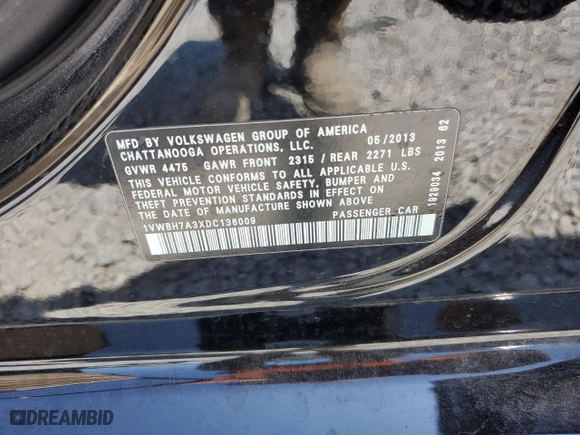 MFD BY VOLKSWAGEN GROUP OF AMERICA 05/2013
CHATTANOOGA OPERATIONS, LLC.
GVWR 4475 GAWR FRONT 2315 / REAR 2271 LBS
THIS VEHICLE CONFORMS TO ALL APPLICABLE U.S.
FEDERAL MOTOR VEHICLE SAFETY, BUMPER AND
THEFT PREVENTION STANDARDS IN EFFECT ON
THE DATE OF MANUFACTURE SHOWN ABOVE
1VWBH7A3XDC136009 PASSENGER CAR
1929034 2013 62
DREAMBID